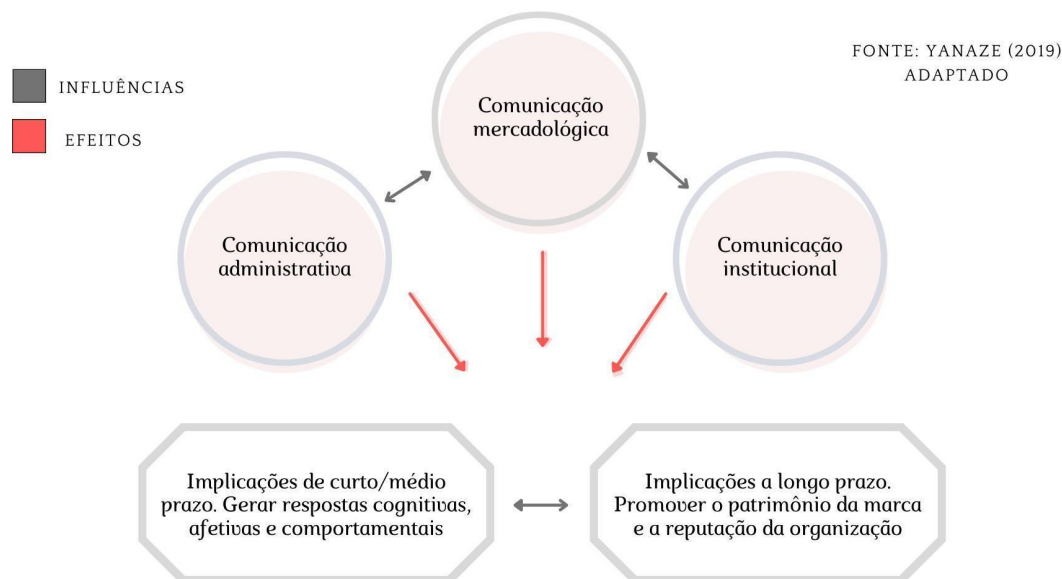 FONTE: YANAZE (2019)
ADAPTADO
INFLUÊNCIAS
EFEITOS
Comunicação
mercadológica
Comunicação
administrativa
Comunicação
institucional
Implicações de curto/médio
prazo. Gerar respostas cognitivas,
afetivas e comportamentais
Implicações a longo prazo.
Promover o patrimônio da marca
e a reputação da organização